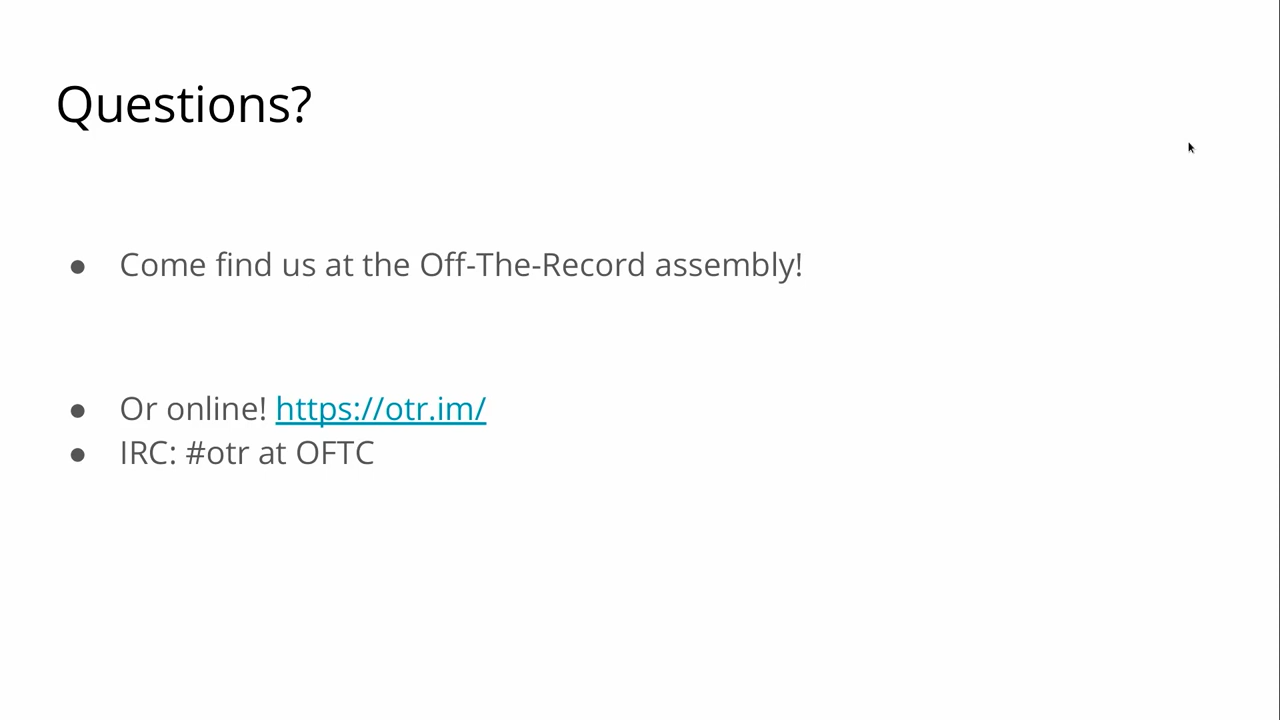 Questions?
● Come find us at the Off-The-Record assembly!
● Or online! https://otr.im/
● IRC: #otr at OFTC